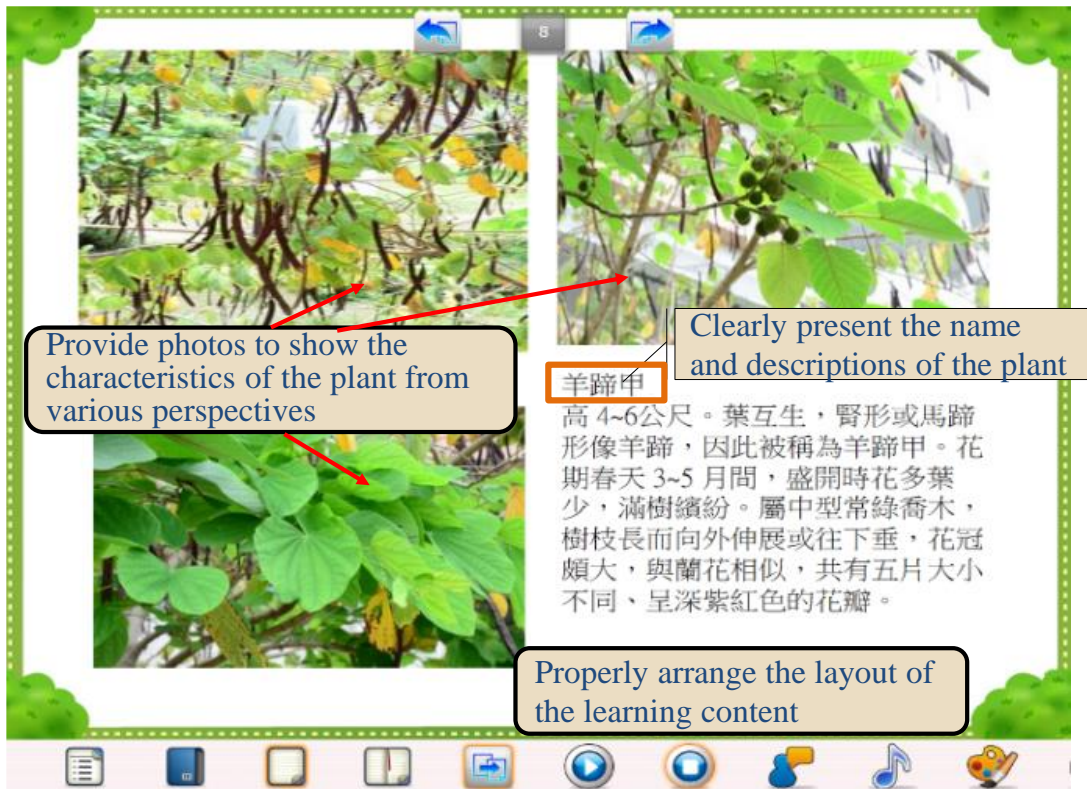 8
Provide photos to show the
characteristics of the plant from
various perspectives
Clearly present the name
and descriptions of the plant
羊蹄甲
高 4~6公尺。葉互生，腎形或馬蹄
形像羊蹄，因此被稱為羊蹄甲。花
期春天 3~5 月間，盛開時花多葉
少，滿樹繽紛。屬中型常綠喬木，
樹枝長而向外伸展或往下垂，花冠
頗大，與蘭花相似，共有五片大小
不同、呈深紫紅色的花瓣。
Properly arrange the layout of
the learning content